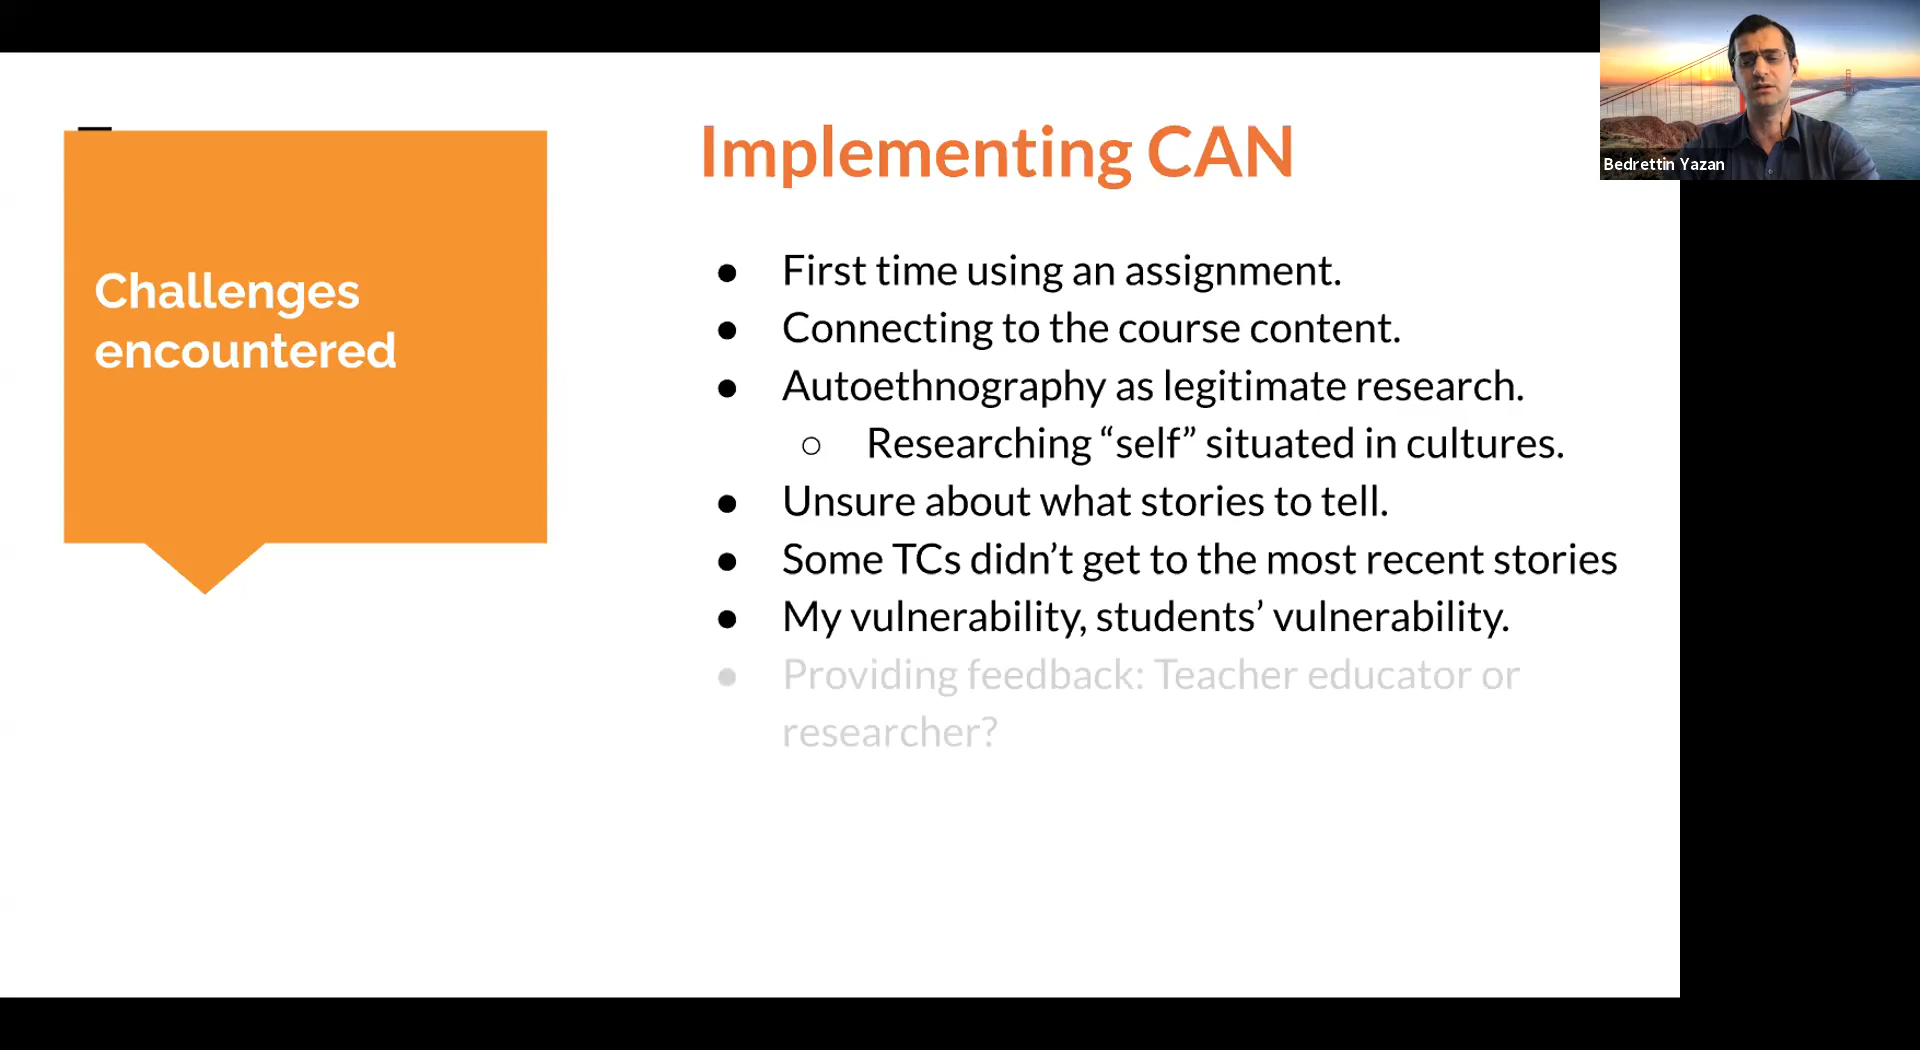 Challenges
encountered
Implementing CAN
● First time using an assignment.
● Connecting to the course content.
● Autoethnography as legitimate research.
○ Researching “self” situated in cultures.
● Unsure about what stories to tell.
● Some TCs didn’t get to the most recent stories
● My vulnerability, students’ vulnerability.
● Providing feedback: Teacher educator or
researcher?
Bedrettin Yazan